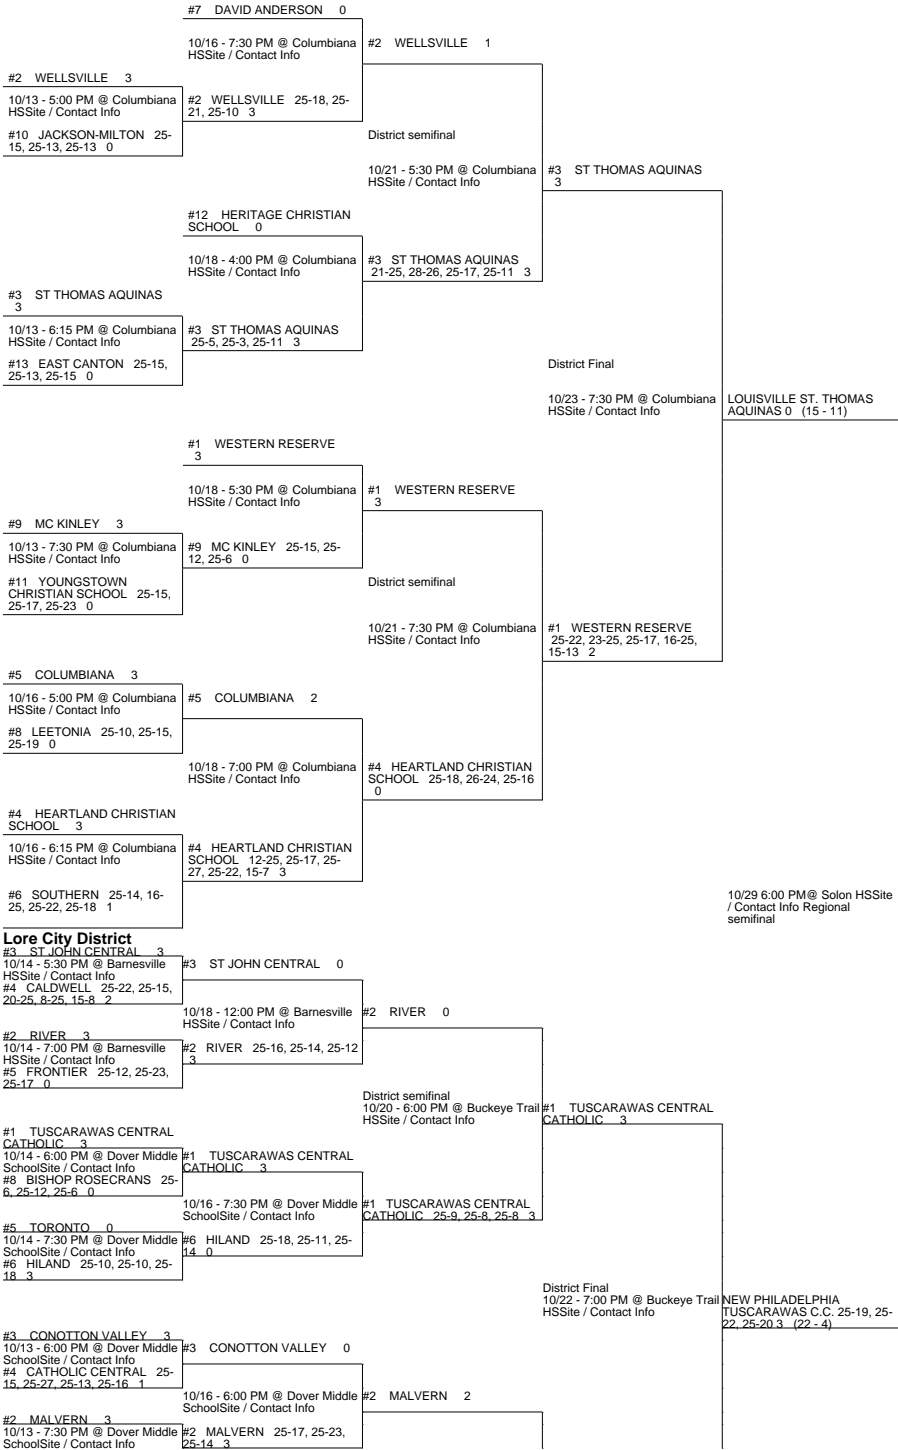 #7 DAVID ANDERSON 0
10/16 - 7:30 PM @ Columbiana
HSSite / Contact Info
#2 WELLSVILLE 1
#2 WELLSVILLE 3
10/13 - 5:00 PM @ Columbiana
HSSite / Contact Info
#2 WELLSVILLE 25-18, 25-
21, 25-10 3
#10 JACKSON-MILTON 25-
15, 25-13, 25-13 0
District semifinal
10/21 - 5:30 PM @ Columbiana
HSSite / Contact Info
#3 ST THOMAS AQUINAS
3
#12 HERITAGE CHRISTIAN
SCHOOL 0
10/18 - 4:00 PM @ Columbiana
HSSite / Contact Info
#3 ST THOMAS AQUINAS
21-25, 28-26, 25-17, 25-11 3
#3 ST THOMAS AQUINAS
3
10/13 - 6:15 PM @ Columbiana
HSSite / Contact Info
#3 ST THOMAS AQUINAS
25-5, 25-3, 25-11 3
#13 EAST CANTON 25-15,
25-13, 25-15 0
District Final
10/23 - 7:30 PM @ Columbiana
HSSite / Contact Info
LOUISVILLE ST. THOMAS
AQUINAS 0 (15 - 11)
#1 WESTERN RESERVE
3
10/18 - 5:30 PM @ Columbiana
HSSite / Contact Info
#1 WESTERN RESERVE
3
#9 MC KINLEY 3
10/13 - 7:30 PM @ Columbiana
HSSite / Contact Info
#9 MC KINLEY 25-15, 25-
12, 25-6 0
#11 YOUNGSTOWN
CHRISTIAN SCHOOL 25-15,
25-17, 25-23 0
District semifinal
10/21 - 7:30 PM @ Columbiana
HSSite / Contact Info
#1 WESTERN RESERVE
25-22, 23-25, 25-17, 16-25,
15-13 2
#5 COLUMBIANA 3
10/16 - 5:00 PM @ Columbiana
HSSite / Contact Info
#5 COLUMBIANA 2
#8 LEETONIA 25-10, 25-15,
25-19 0
10/18 - 7:00 PM @ Columbiana
HSSite / Contact Info
#4 HEARTLAND CHRISTIAN
SCHOOL 25-18, 26-24, 25-16
0
#4 HEARTLAND CHRISTIAN
SCHOOL 3
10/16 - 6:15 PM @ Columbiana
HSSite / Contact Info
#4 HEARTLAND CHRISTIAN
SCHOOL 12-25, 25-17, 25-
27, 25-22, 15-7 3
#6 SOUTHERN 25-14, 16-
25, 25-22, 25-18 1
10/29 6:00 PM@ Solon HSSite
/ Contact Info Regional
semifinal
Lore City District
#3 ST JOHN CENTRAL 3
10/14 - 5:30 PM @ Barnesville
HSSite / Contact Info
#3 ST JOHN CENTRAL 0
#4 CALDWELL 25-22, 25-15,
20-25, 8-25, 15-8 2
10/18 - 12:00 PM @ Barnesville
HSSite / Contact Info
#2 RIVER 0
#2 RIVER 3
10/14 - 7:00 PM @ Barnesville
HSSite / Contact Info
#2 RIVER 25-16, 25-14, 25-12
3
#5 FRONTIER 25-12, 25-23,
25-17 0
District semifinal
10/20 - 6:00 PM @ Buckeye Trail
HSSite / Contact Info
#1 TUSCARAWAS CENTRAL
CATHOLIC 3
#1 TUSCARAWAS CENTRAL
CATHOLIC 3
10/14 - 6:00 PM @ Dover Middle
SchoolSite / Contact Info
#1 TUSCARAWAS CENTRAL
CATHOLIC 3
#8 BISHOP ROSECRANS 25-
6, 25-12, 25-6 0
10/16 - 7:30 PM @ Dover Middle
SchoolSite / Contact Info
#1 TUSCARAWAS CENTRAL
CATHOLIC 25-9, 25-8, 25-8 3
#5 TORONTO 0
10/14 - 7:30 PM @ Dover Middle
SchoolSite / Contact Info
#6 HILAND 25-18, 25-11, 25-
14 0
#6 HILAND 25-10, 25-10, 25-
18 3
District Final
10/22 - 7:00 PM @ Buckeye Trail
HSSite / Contact Info
NEW PHILADELPHIA
TUSCARAWAS C.C. 25-19, 25-
22, 25-20 3 (22 - 4)
#3 CONOTTON VALLEY 3
10/13 - 6:00 PM @ Dover Middle
SchoolSite / Contact Info
#3 CONOTTON VALLEY 0
#4 CATHOLIC CENTRAL 25-
15, 25-27, 25-13, 25-16 1
10/16 - 6:00 PM @ Dover Middle
SchoolSite / Contact Info
#2 MALVERN 2
#2 MALVERN 3
10/13 - 7:30 PM @ Dover Middle
SchoolSite / Contact Info
#2 MALVERN 25-17, 25-23,
25-14 3